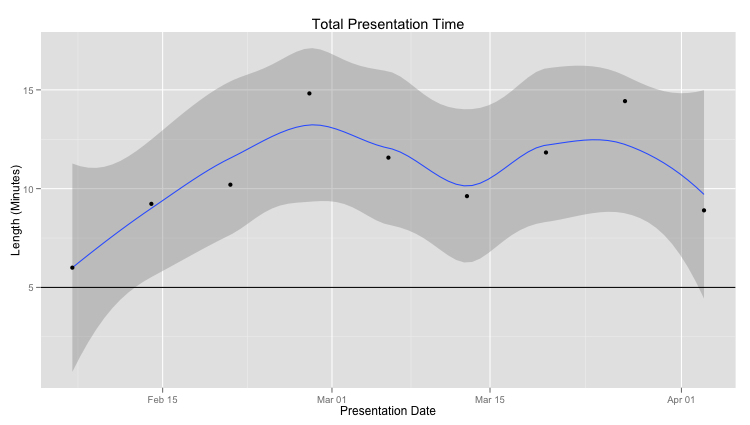 Total Presentation Time
Length (Minutes)
15
10
5
Feb 15
Mar 01
Mar 15
Apr 01
Presentation Date